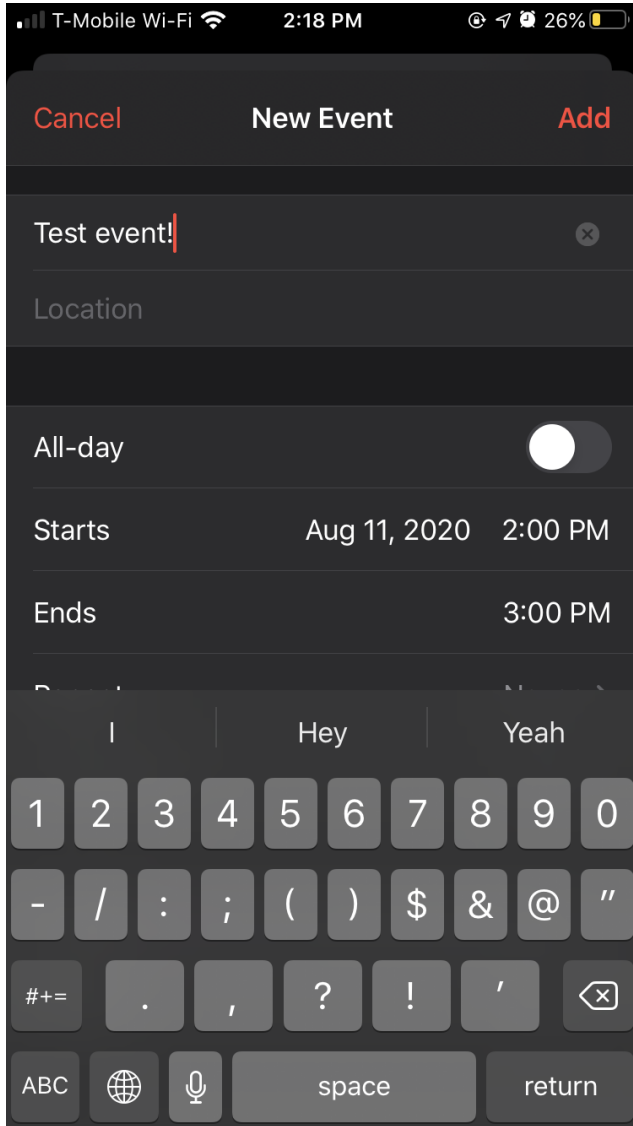 T-Mobile Wi-Fi 2:18 PM 26%
Cancel New Event Add
Test event!
Location
All-day
Starts Aug 11, 2020 2:00 PM
Ends 3:00 PM
I Hey Yeah
1 2 3 4 5 6 7 8 9 0
- / : ; ( ) $ & @ "
#+= . , ? ! '
ABC space return